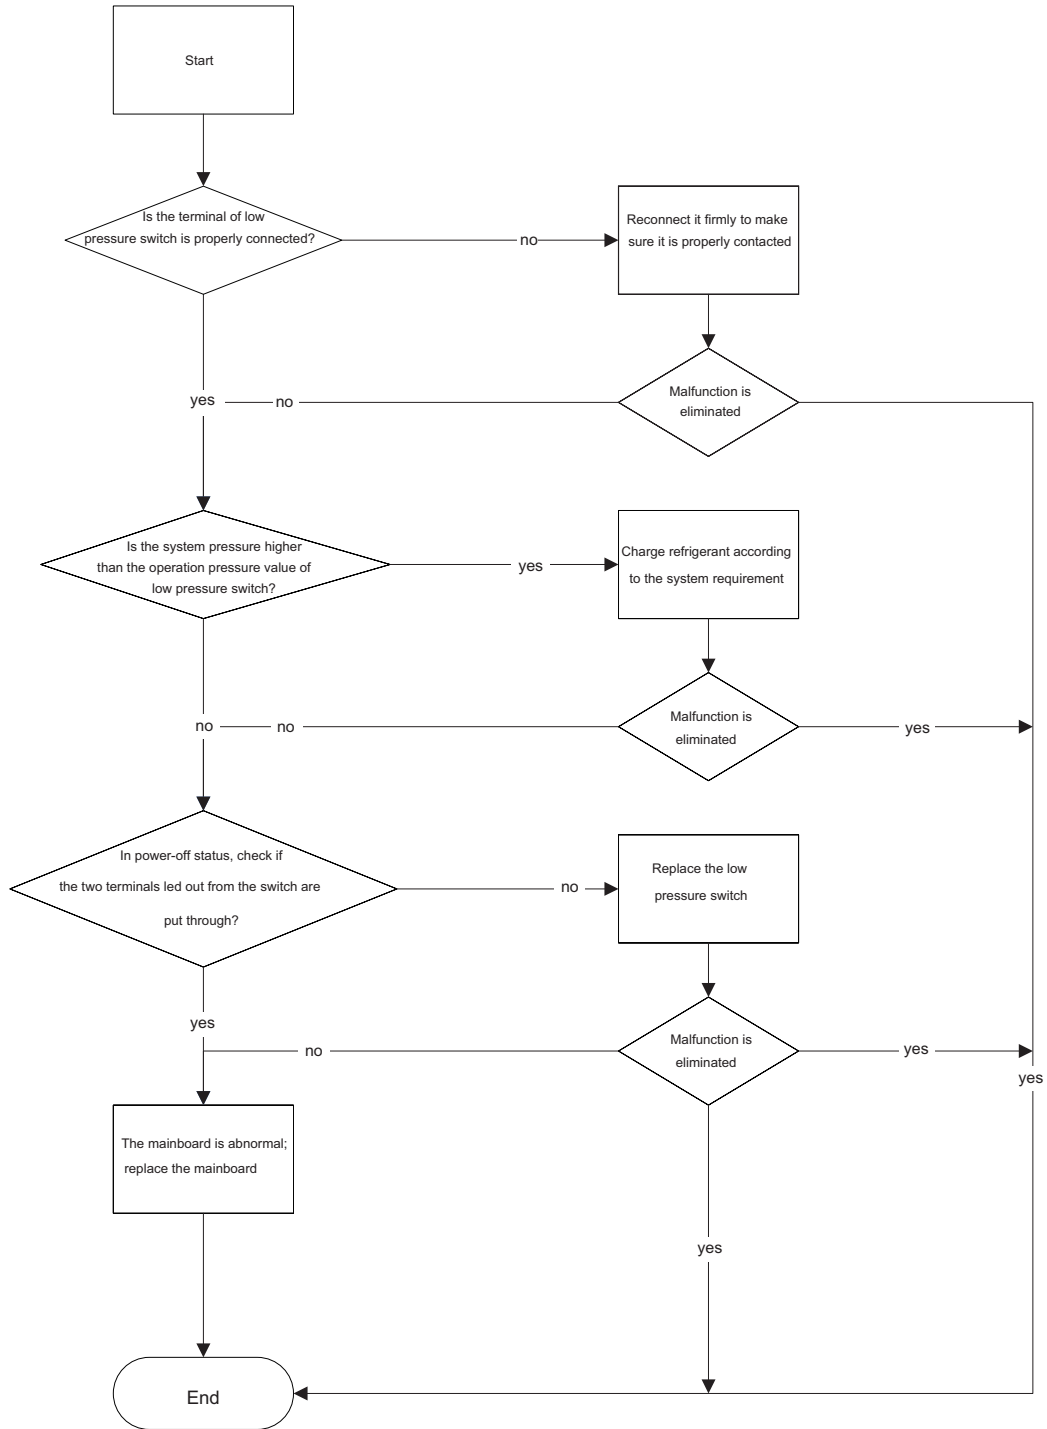 Start
Is the terminal of low
pressure switch is properly connected?
no
Reconnect it firmly to make
sure it is properly contacted
yes
no
Malfunction is
eliminated
Is the system pressure higher
than the operation pressure value of
low pressure switch?
yes
Charge refrigerant according
to the system requirement
no
no
Malfunction is
eliminated
yes
In power-off status, check if
the two terminals led out from the switch are
put through?
no
Replace the low
pressure switch
yes
no
Malfunction is
eliminated
yes
yes
The mainboard is abnormal;
replace the mainboard
yes
End